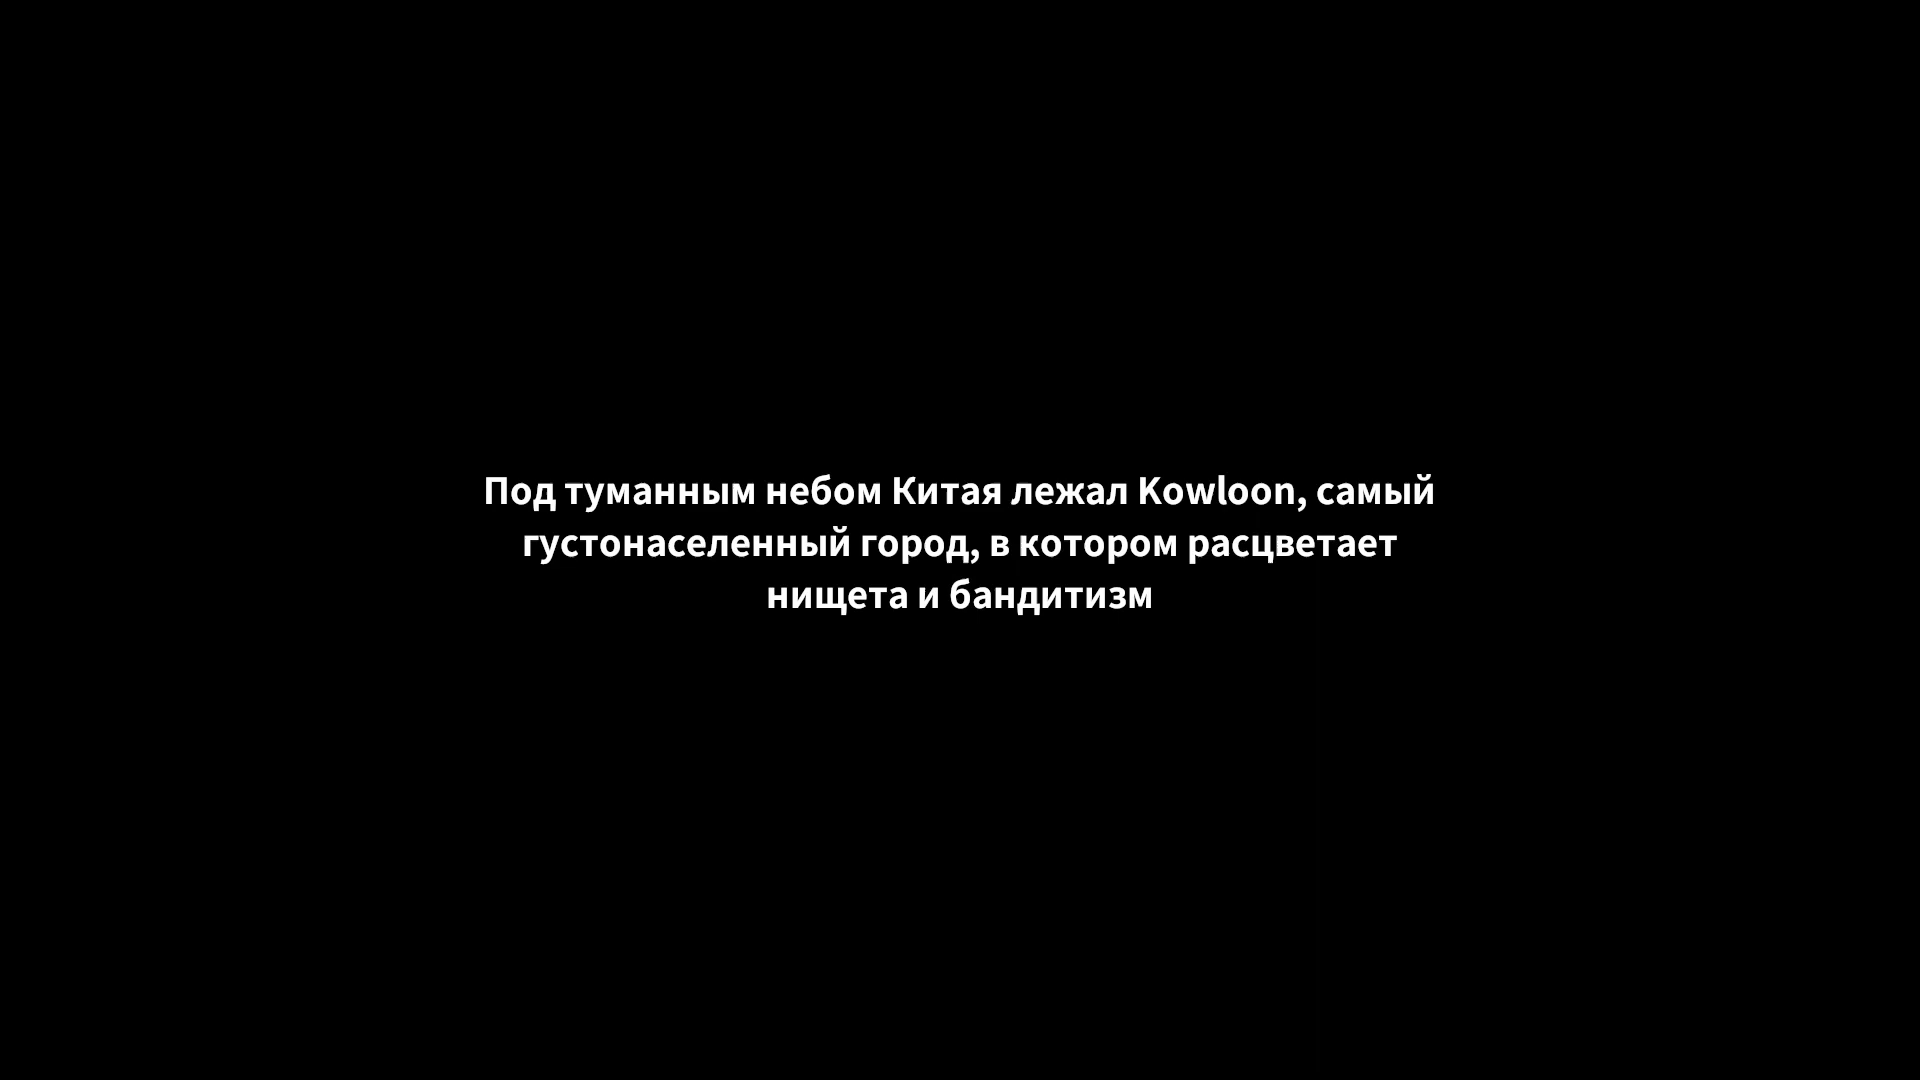 Под туманным небом Китая лежал Kowloon, самый
густонаселенный город, в котором расцветает
нищета и бандитизм